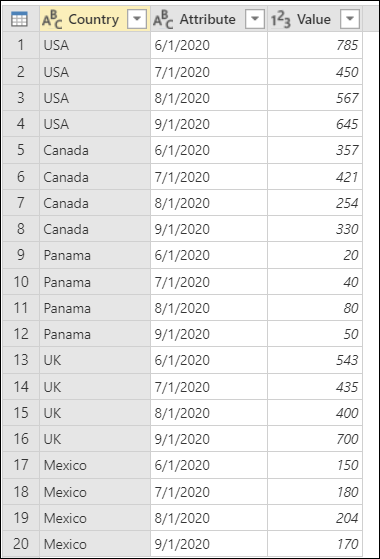 ABC Country ABC Attribute 123 Value
1 USA 6/1/2020 785
2 USA 7/1/2020 450
3 USA 8/1/2020 567
4 USA 9/1/2020 645
5 Canada 6/1/2020 357
6 Canada 7/1/2020 421
7 Canada 8/1/2020 254
8 Canada 9/1/2020 330
9 Panama 6/1/2020 20
10 Panama 7/1/2020 40
11 Panama 8/1/2020 80
12 Panama 9/1/2020 50
13 UK 6/1/2020 543
14 UK 7/1/2020 435
15 UK 8/1/2020 400
16 UK 9/1/2020 700
17 Mexico 6/1/2020 150
18 Mexico 7/1/2020 180
19 Mexico 8/1/2020 204
20 Mexico 9/1/2020 170